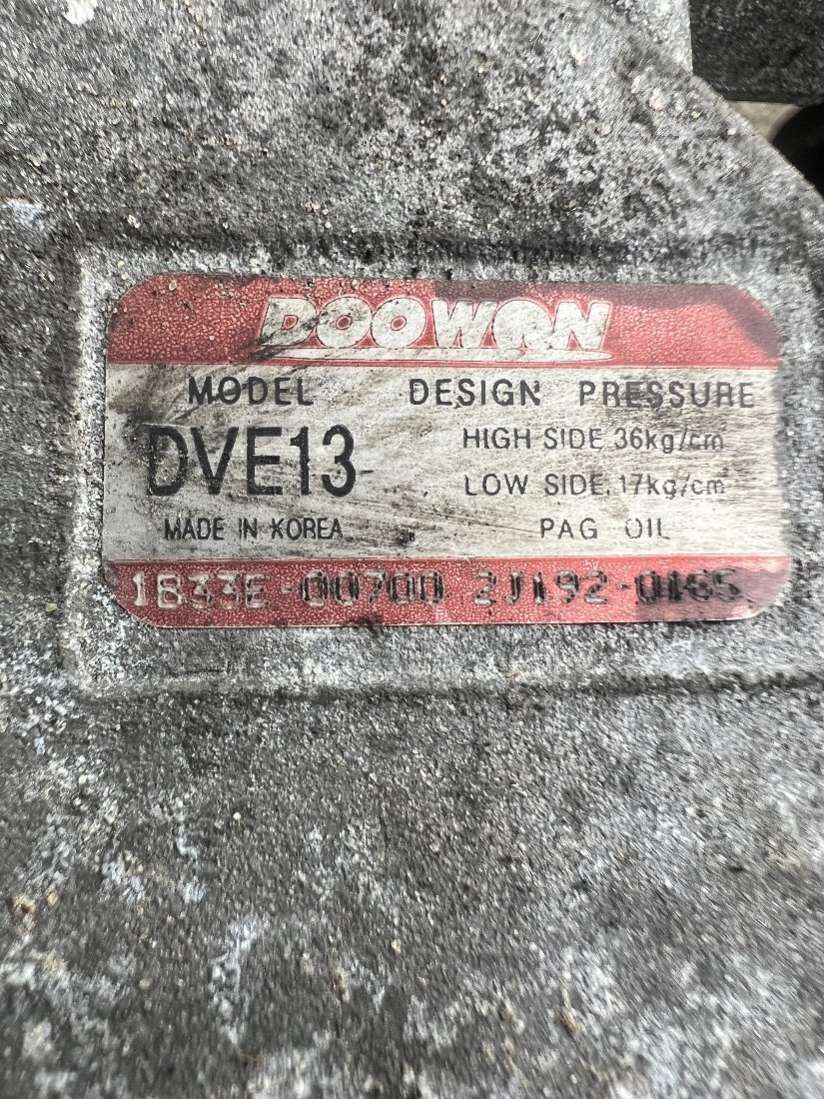 DOOWON
MODEL DESIGN PRESSURE
DVE13 HIGH SIDE 36kg/cm
LOW SIDE 17kg/cm
MADE IN KOREA PAG OIL
1B33E-00700 2J192-0165